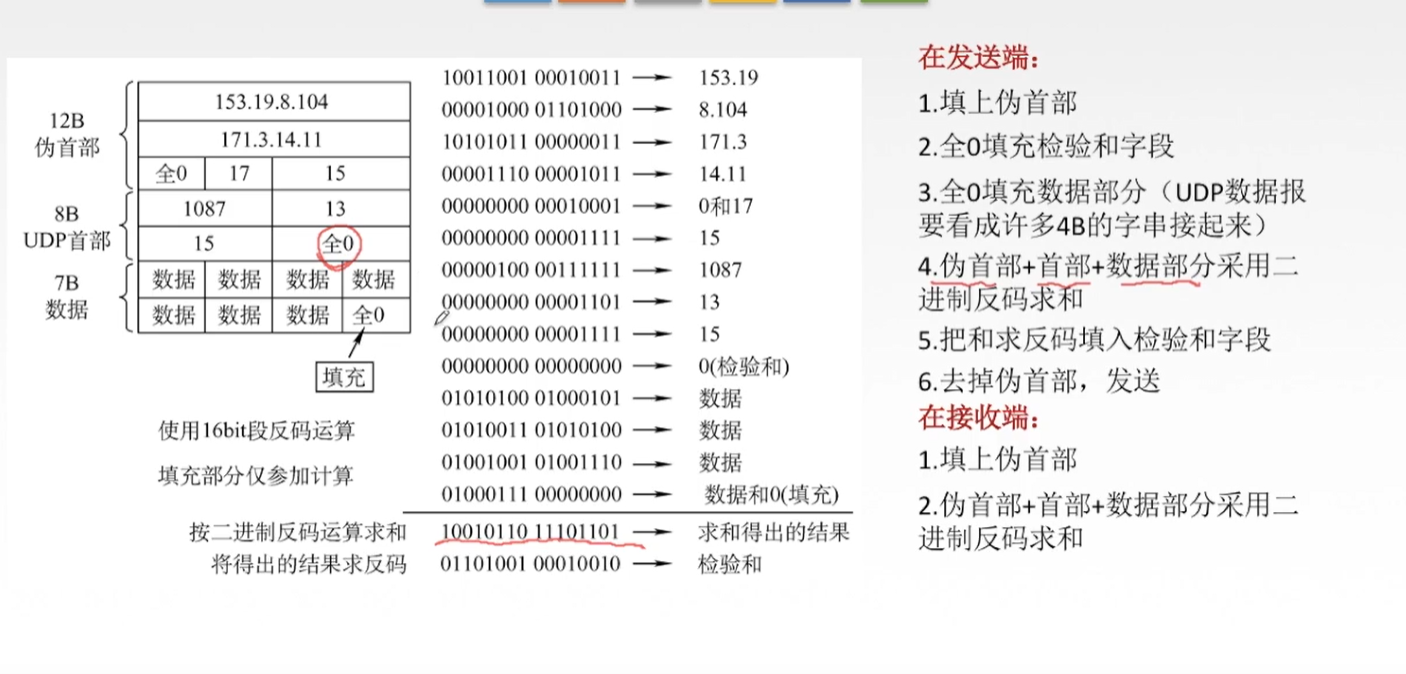 12B
伪首部
153.19.8.104
171.3.14.11
全0 17 15
8B
UDP首部
1087 13
15 全0
7B
数据
数据 数据 数据 数据
数据 数据 数据 全0
填充
使用16bit段反码运算
填充部分仅参加计算
10011001 00010011 → 153.19
00001000 01101000 → 8.104
10101011 00000011 → 171.3
00001110 00001011 → 14.11
00000000 00010001 → 0和17
00000000 00001111 → 15
00000100 00111111 → 1087
00000000 00001101 → 13
00000000 00001111 → 15
00000000 00000000 → 0(检验和)
01010100 01000101 → 数据
01010011 01010100 → 数据
01001001 01001110 → 数据
01000111 00000000 → 数据和0(填充)
按二进制反码运算求和 10010110 11101101 → 求和得出的结果
将得出的结果求反码 01101001 00010010 → 检验和
在发送端：
1.填上伪首部
2.全0填充检验和字段
3.全0填充数据部分（UDP数据报
要看成许多4B的字串接起来）
4.伪首部+首部+数据部分采用二
进制反码求和
5.把和求反码填入检验和字段
6.去掉伪首部，发送
在接收端：
1.填上伪首部
2.伪首部+首部+数据部分采用二
进制反码求和